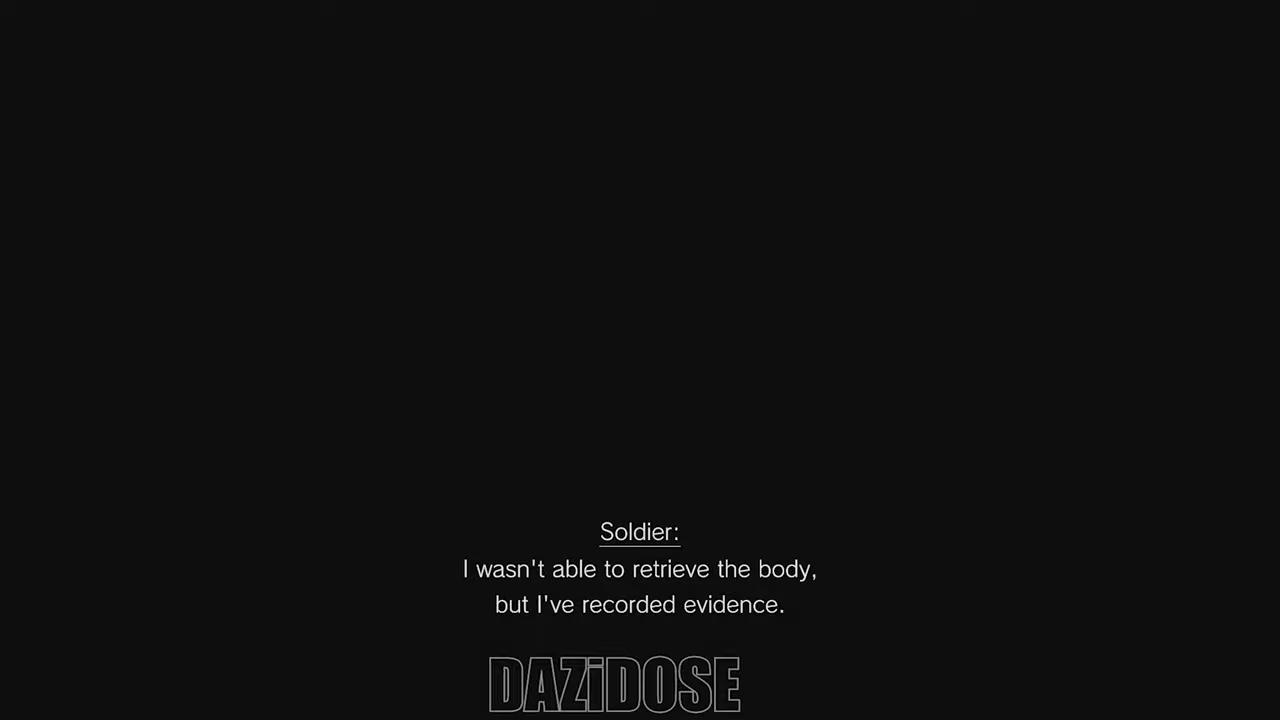 Soldier:
I wasn't able to retrieve the body,
but I've recorded evidence.
DAZiDOSE